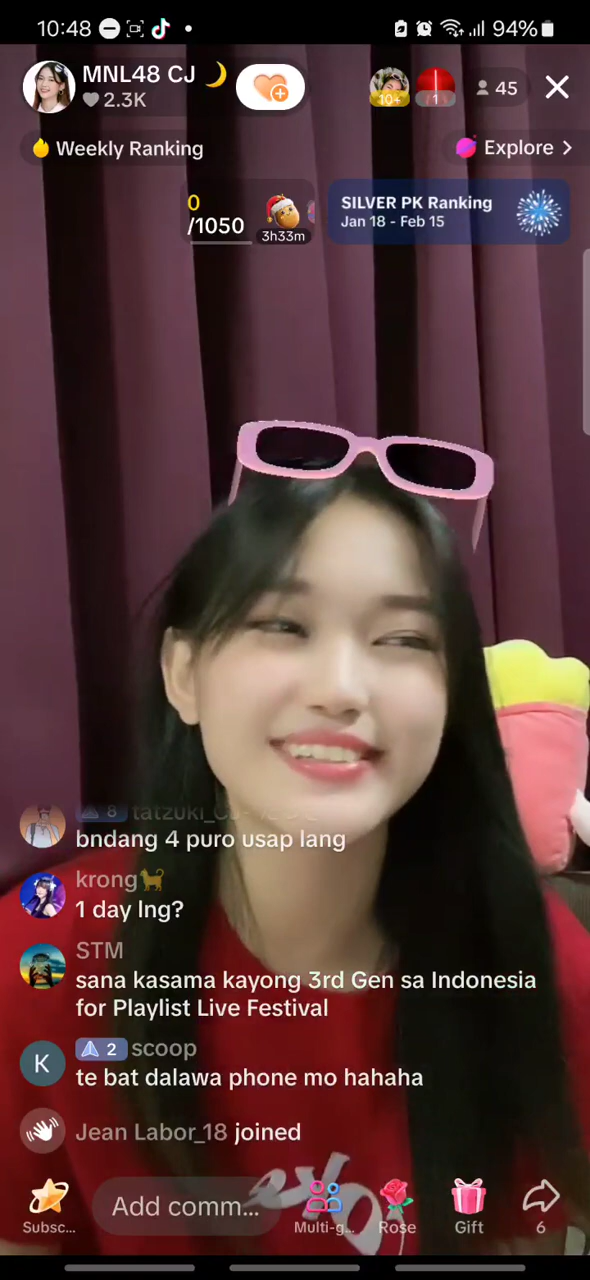 10:48
94%
MNL48 CJ 🌙
2.3K
10+
1
45
Weekly Ranking
Explore >
0
/1050
3h33m
SILVER PK Ranking
Jan 18 - Feb 15
8
bndang 4 puro usap lang
krong🐈
1 day lng?
STM
sana kasama kayong 3rd Gen sa Indonesia
for Playlist Live Festival
K
2 scoop
te bat dalawa phone mo hahaha
Jean Labor_18 joined
Subsc...
Add comm...
Multi-g...
Rose
Gift
6